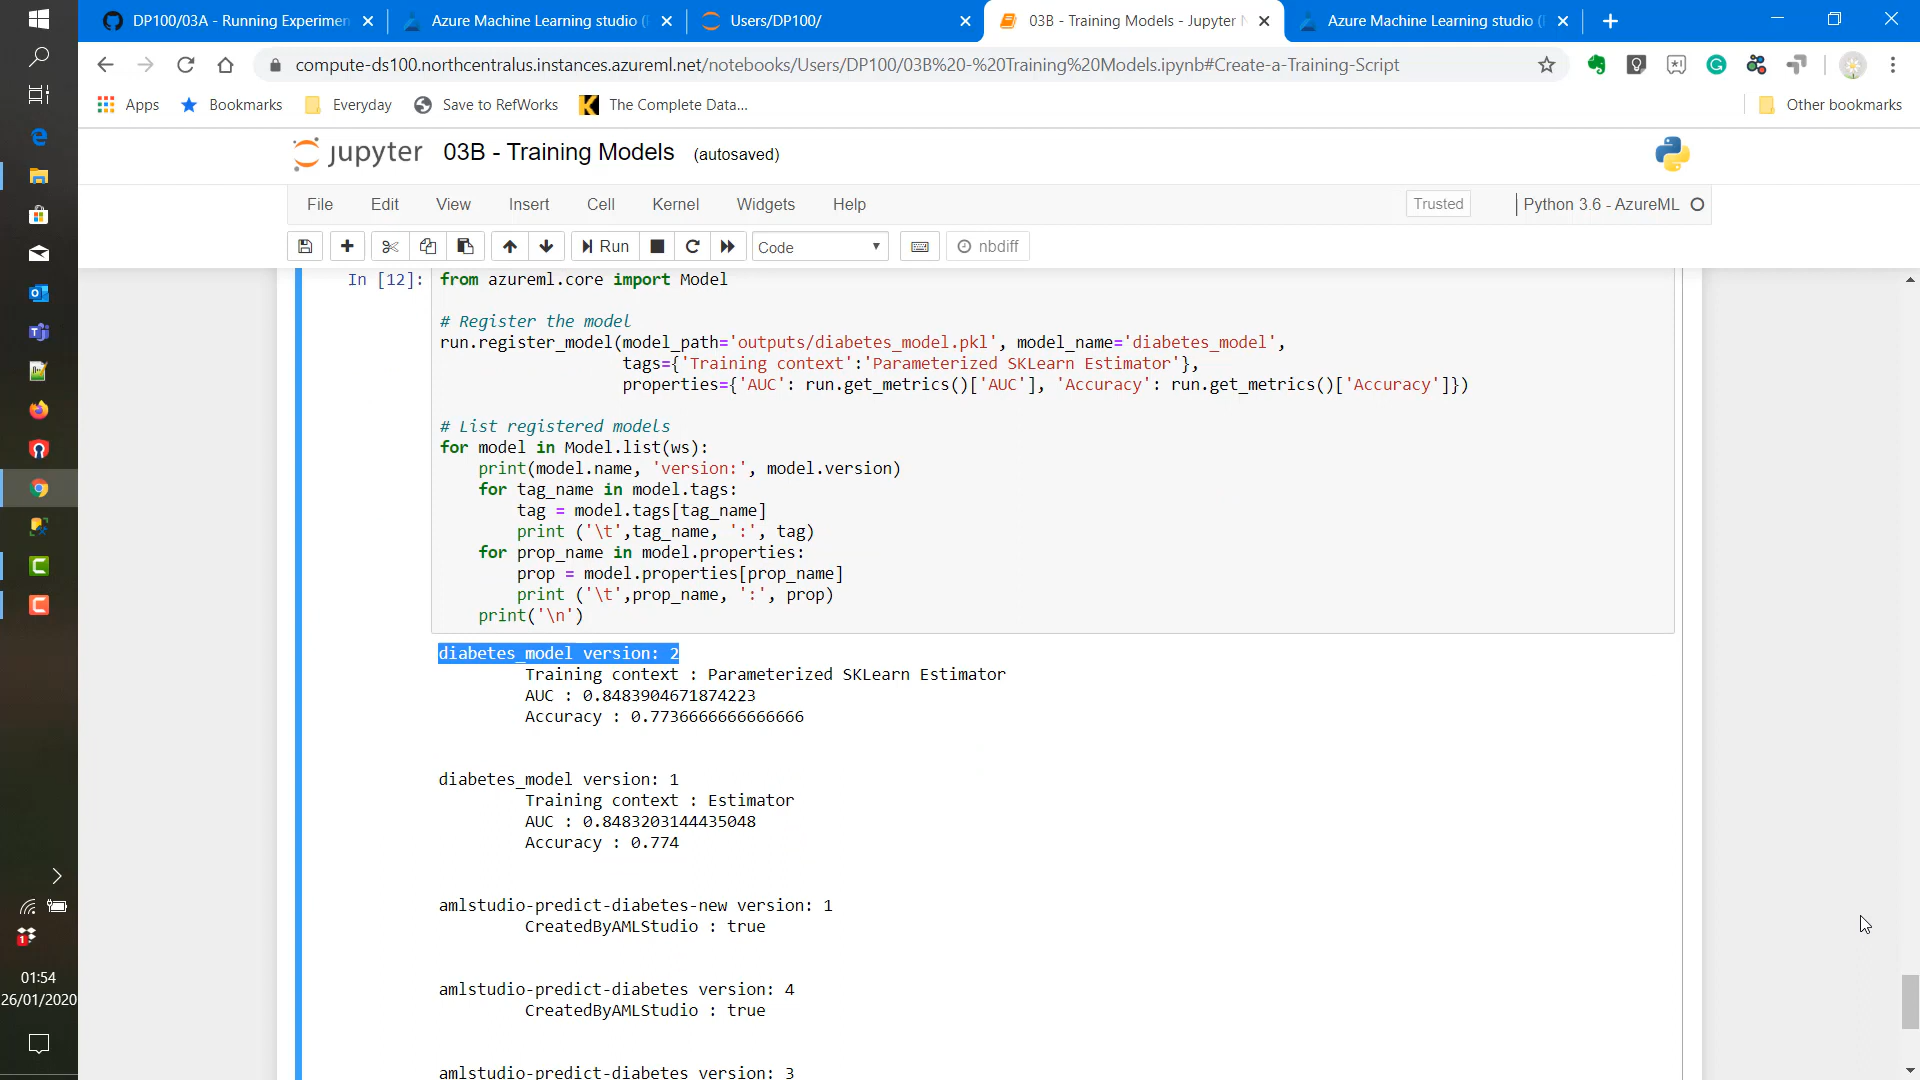 DP100/03A - Running Experimen
Azure Machine Learning studio (
Users/DP100/
03B - Training Models - Jupyter N
Azure Machine Learning studio (
compute-ds100.northcentralus.instances.azureml.net/notebooks/Users/DP100/03B%20-%20Training%20Models.ipynb#Create-a-Training-Script
Apps
Bookmarks
Everyday
Save to RefWorks
The Complete Data...
Other bookmarks
jupyter 03B - Training Models (autosaved)
File Edit View Insert Cell Kernel Widgets Help
Trusted
Python 3.6 - AzureML
Run
Code
nbdiff
In [12]:
from azureml.core import Model
# Register the model
run.register_model(model_path='outputs/diabetes_model.pkl', model_name='diabetes_model',
tags={'Training context':'Parameterized SKLearn Estimator'},
properties={'AUC': run.get_metrics()['AUC'], 'Accuracy': run.get_metrics()['Accuracy']})
# List registered models
for model in Model.list(ws):
print(model.name, 'version:', model.version)
for tag_name in model.tags:
tag = model.tags[tag_name]
print ('\t',tag_name, ':', tag)
for prop_name in model.properties:
prop = model.properties[prop_name]
print ('\t',prop_name, ':', prop)
print('\n')
diabetes_model version: 2
Training context : Parameterized SKLearn Estimator
AUC : 0.8483904671874223
Accuracy : 0.7736666666666666
diabetes_model version: 1
Training context : Estimator
AUC : 0.8483203144435048
Accuracy : 0.774
amlstudio-predict-diabetes-new version: 1
CreatedByAMLStudio : true
amlstudio-predict-diabetes version: 4
CreatedByAMLStudio : true
amlstudio-predict-diabetes version: 3
01:54
26/01/2020